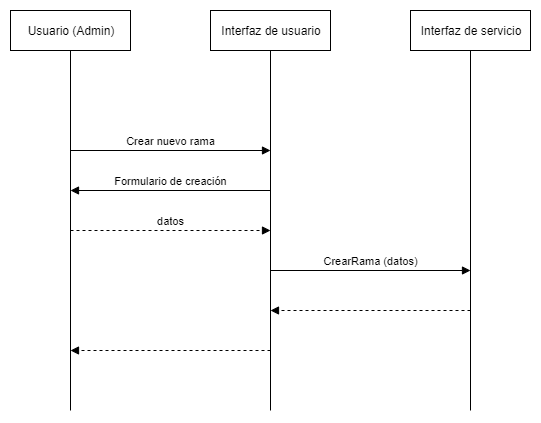 Usuario (Admin)
Interfaz de usuario
Interfaz de servicio
Crear nuevo rama
Formulario de creación
datos
CrearRama (datos)